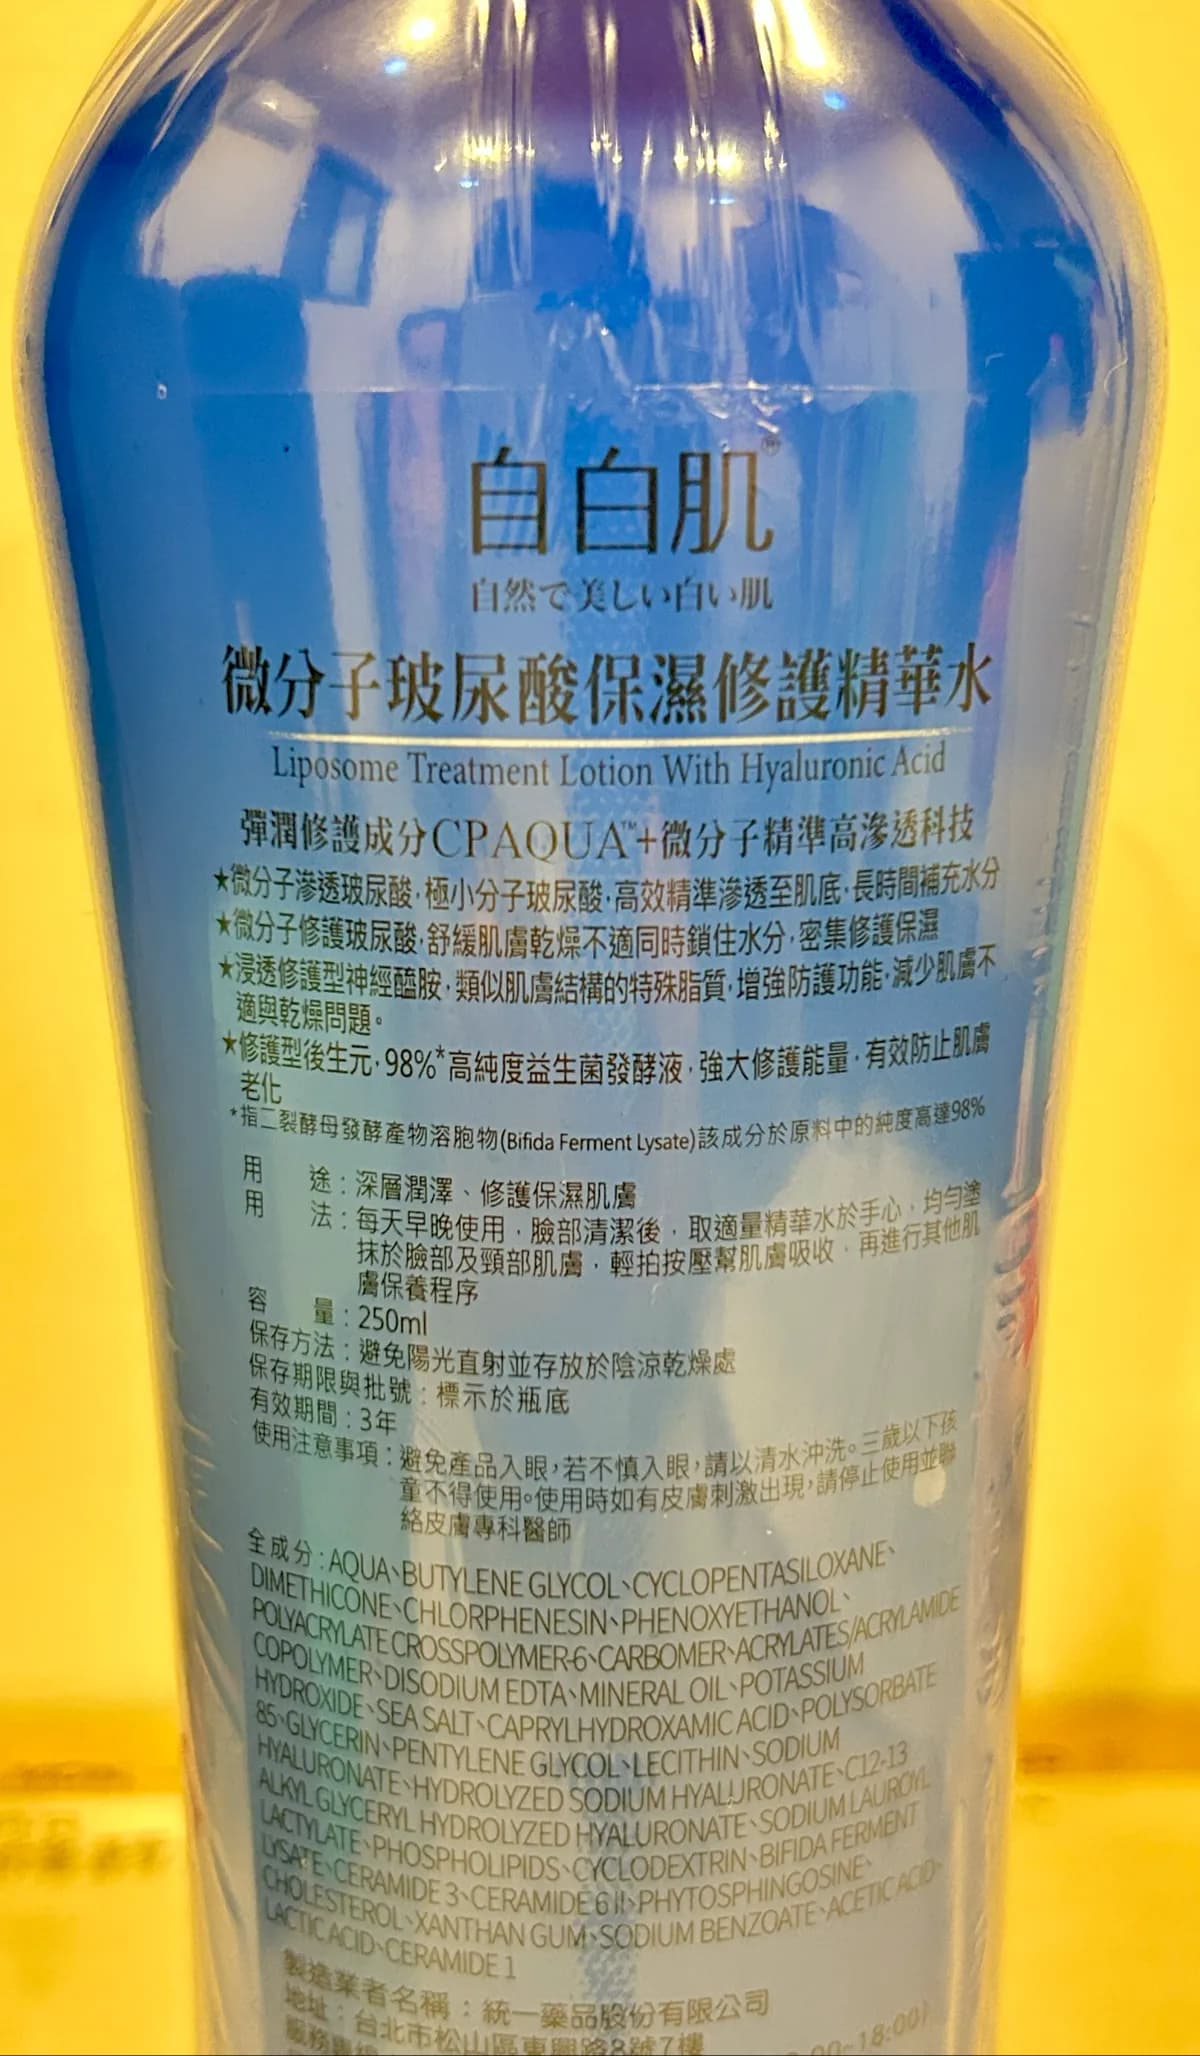 自白肌®
自然で美しい白い肌
微分子玻尿酸保濕修護精華水
Liposome Treatment Lotion With Hyaluronic Acid
彈潤修護成分CPAQUA™+微分子精準高滲透科技
★微分子滲透玻尿酸,極小分子玻尿酸,高效精準滲透至肌底,長時間補充水分
★微分子修護玻尿酸,舒緩肌膚乾燥不適同時鎖住水分,密集修護保濕
★浸透修護型神經醯胺,類似肌膚結構的特殊脂質,增強防護功能,減少肌膚不
適與乾燥問題。
★修護型後生元,98%*高純度益生菌發酵液,強大修護能量,有效防止肌膚
老化
*指二裂酵母發酵產物溶胞物(Bifida Ferment Lysate)該成分於原料中的純度高達98%
用 途:深層潤澤、修護保濕肌膚
用 法:每天早晚使用,臉部清潔後,取適量精華水於手心,均勻塗
抹於臉部及頸部肌膚,輕拍按壓幫肌膚吸收,再進行其他肌
膚保養程序
容 量:250ml
保存方法:避免陽光直射並存放於陰涼乾燥處
保存期限與批號:標示於瓶底
有效期間:3年
使用注意事項:避免產品入眼,若不慎入眼,請以清水沖洗。三歲以下孩
童不得使用。使用時如有皮膚刺激出現,請停止使用並聯
絡皮膚專科醫師
全成分:AQUA、BUTYLENE GLYCOL、CYCLOPENTASILOXANE、
DIMETHICONE、CHLORPHENESIN、PHENOXYETHANOL、
POLYACRYLATE CROSSPOLYMER-6、CARBOMER、ACRYLATES/ACRYLAMIDE
COPOLYMER、DISODIUM EDTA、MINERAL OIL、POTASSIUM
HYDROXIDE、SEA SALT、CAPRYLHYDROXAMIC ACID、POLYSORBATE
85、GLYCERIN、PENTYLENE GLYCOL、LECITHIN、SODIUM
HYALURONATE、HYDROLYZED SODIUM HYALURONATE、C12-13
ALKYL GLYCERYL HYDROLYZED HYALURONATE、SODIUM LAUROYL
LACTYLATE、PHOSPHOLIPIDS、CYCLODEXTRIN、BIFIDA FERMENT
LYSATE、CERAMIDE 3、CERAMIDE 6 II、PHYTOSPHINGOSINE、
CHOLESTEROL、XANTHAN GUM、SODIUM BENZOATE、ACETIC ACID、
LACTIC ACID、CERAMIDE 1
製造業者名稱:統一藥品股份有限公司
地址:台北市松山區東興路8號7樓
服務專線 00~18:00)